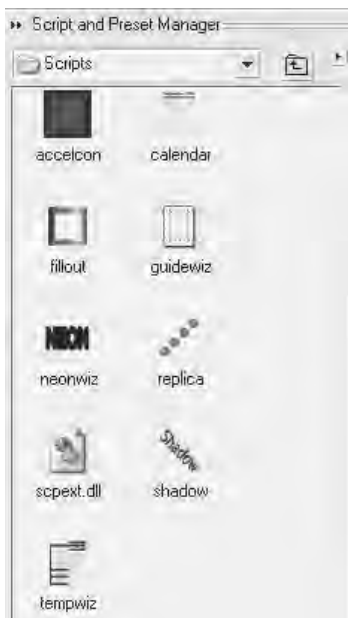 Script and Preset Manager
Scripts
accelcon calendar
fillout guidewiz
NEON
neonwiz replica
Shadow
scpext.dll shadow
tempwiz